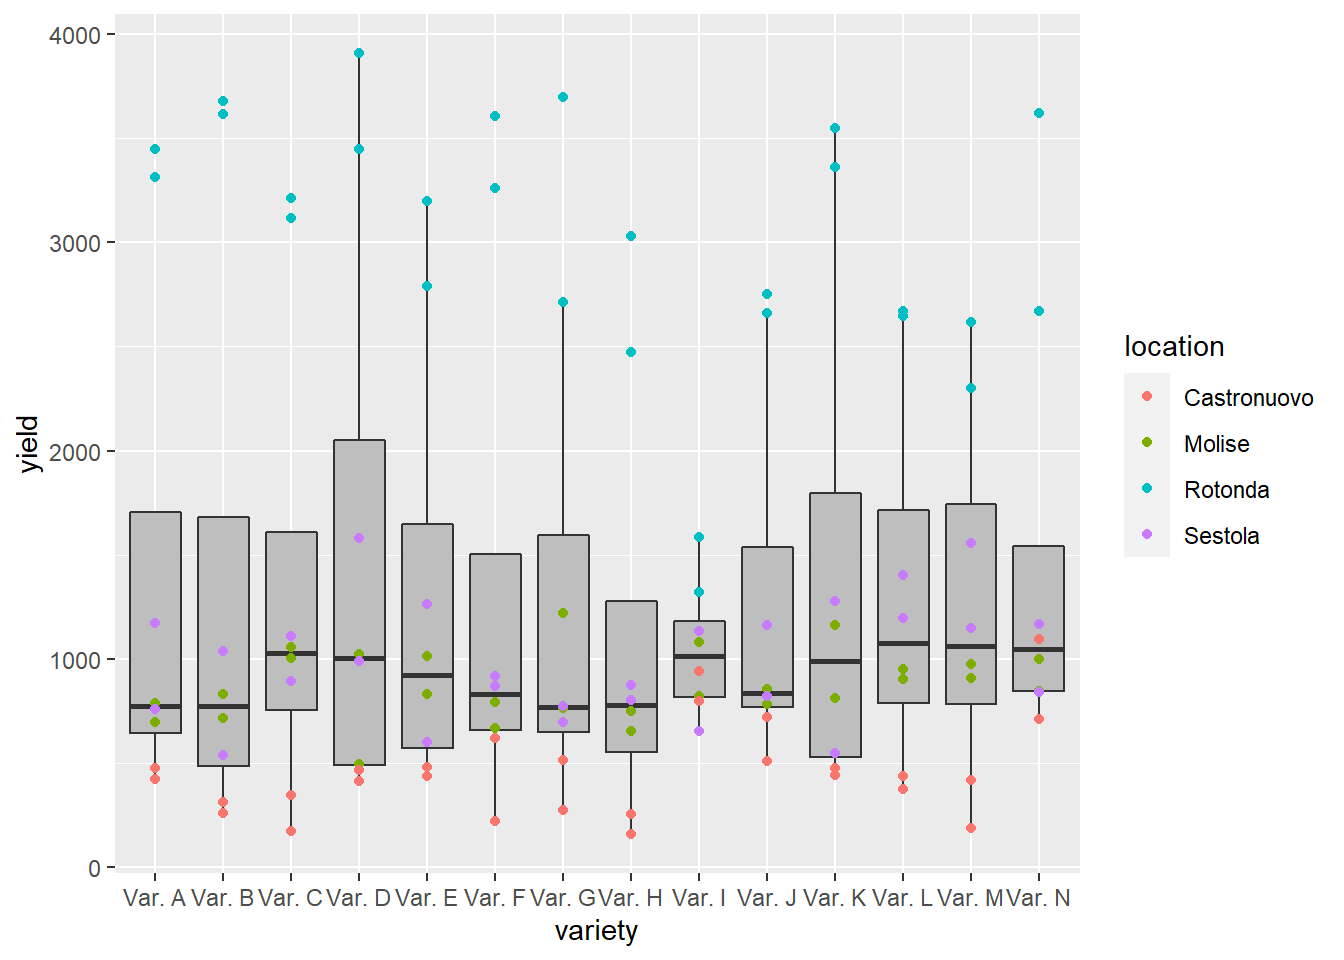 4000
3000
2000
1000
0
yield
Var. A Var. B Var. C Var. D Var. E Var. F Var. G Var. H Var. I Var. J Var. K Var. L Var. M Var. N
variety
location
Castronuovo
Molise
Rotonda
Sestola